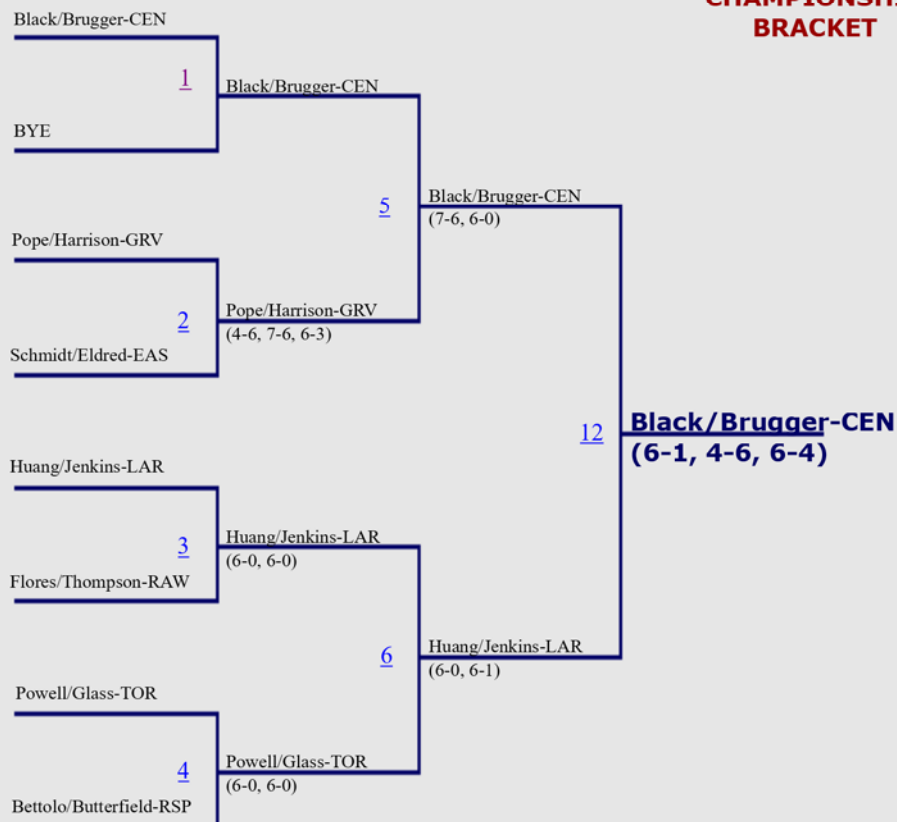 BRACKET
Black/Brugger-CEN
1
Black/Brugger-CEN
BYE
5
Black/Brugger-CEN
(7-6, 6-0)
Pope/Harrison-GRV
2
Pope/Harrison-GRV
(4-6, 7-6, 6-3)
Schmidt/Eldred-EAS
12
Black/Brugger-CEN
(6-1, 4-6, 6-4)
Huang/Jenkins-LAR
3
Huang/Jenkins-LAR
(6-0, 6-0)
Flores/Thompson-RAW
6
Huang/Jenkins-LAR
(6-0, 6-1)
Powell/Glass-TOR
4
Powell/Glass-TOR
(6-0, 6-0)
Bettolo/Butterfield-RSP